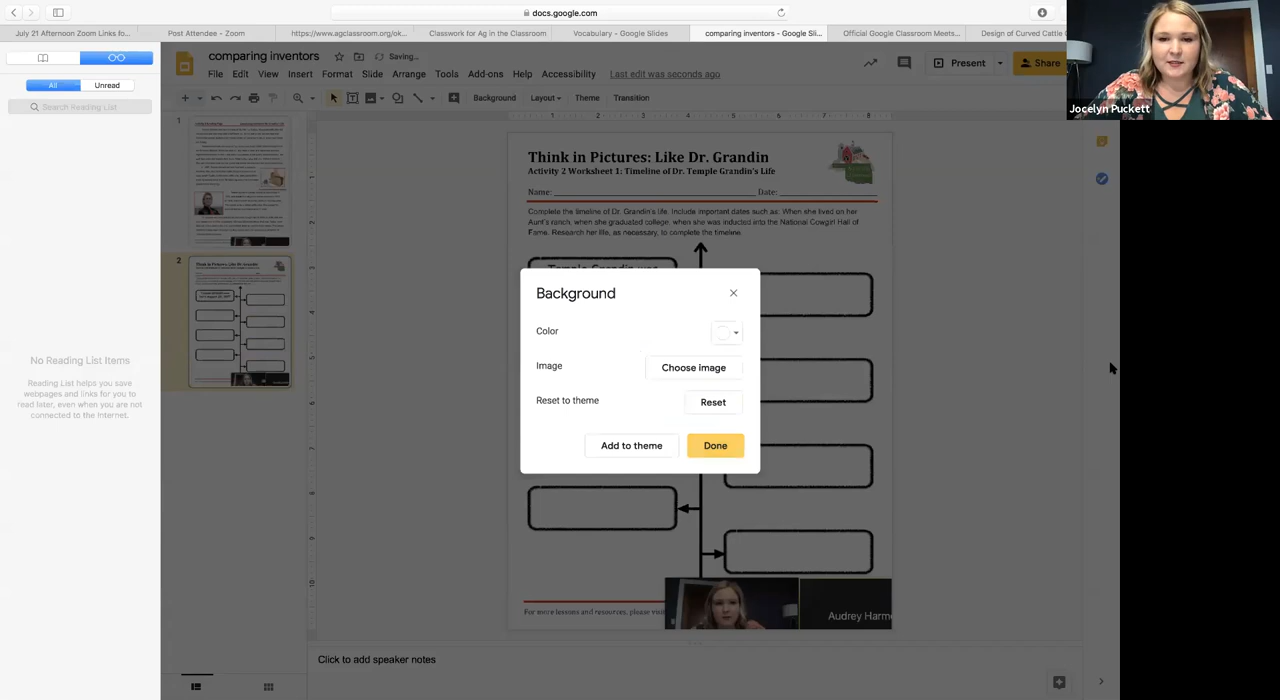 docs.google.com
July 21 Afternoon Zoom Links fo...
Post Attendee - Zoom
https://www.agclassroom.org/ok...
Classwork for Ag in the Classroom
Vocabulary - Google Slides
comparing inventors - Google Sli...
Official Google Classroom Meets...
Design of Curved Cattle
Jocelyn Puckett
All
Unread
Search Reading List
No Reading List Items
Reading List helps you save
webpages and links for you to
read later, even when you are not
connected to the Internet.
comparing inventors
Saving...
File Edit View Insert Format Slide Arrange Tools Add-ons Help Accessibility
Last edit was seconds ago
Present
Share
Background
Layout
Theme
Transition
1
2
Think in Pictures: Like Dr. Grandin
Activity 2 Worksheet 1: Timeline of Dr. Temple Grandin's Life
Name: Date:
Complete the timeline of Dr. Grandin's life. Include important dates such as: When she lived on her
Aunt's ranch, when she graduated college, when she was inducted into the National Cowgirl Hall of
Fame. Research her life, as necessary, to complete the timeline.
Temple Grandin was
Background
Color
Image
Choose image
Reset to theme
Reset
Add to theme
Done
For more lessons and resources, please visit
Audrey Harm
Click to add speaker notes